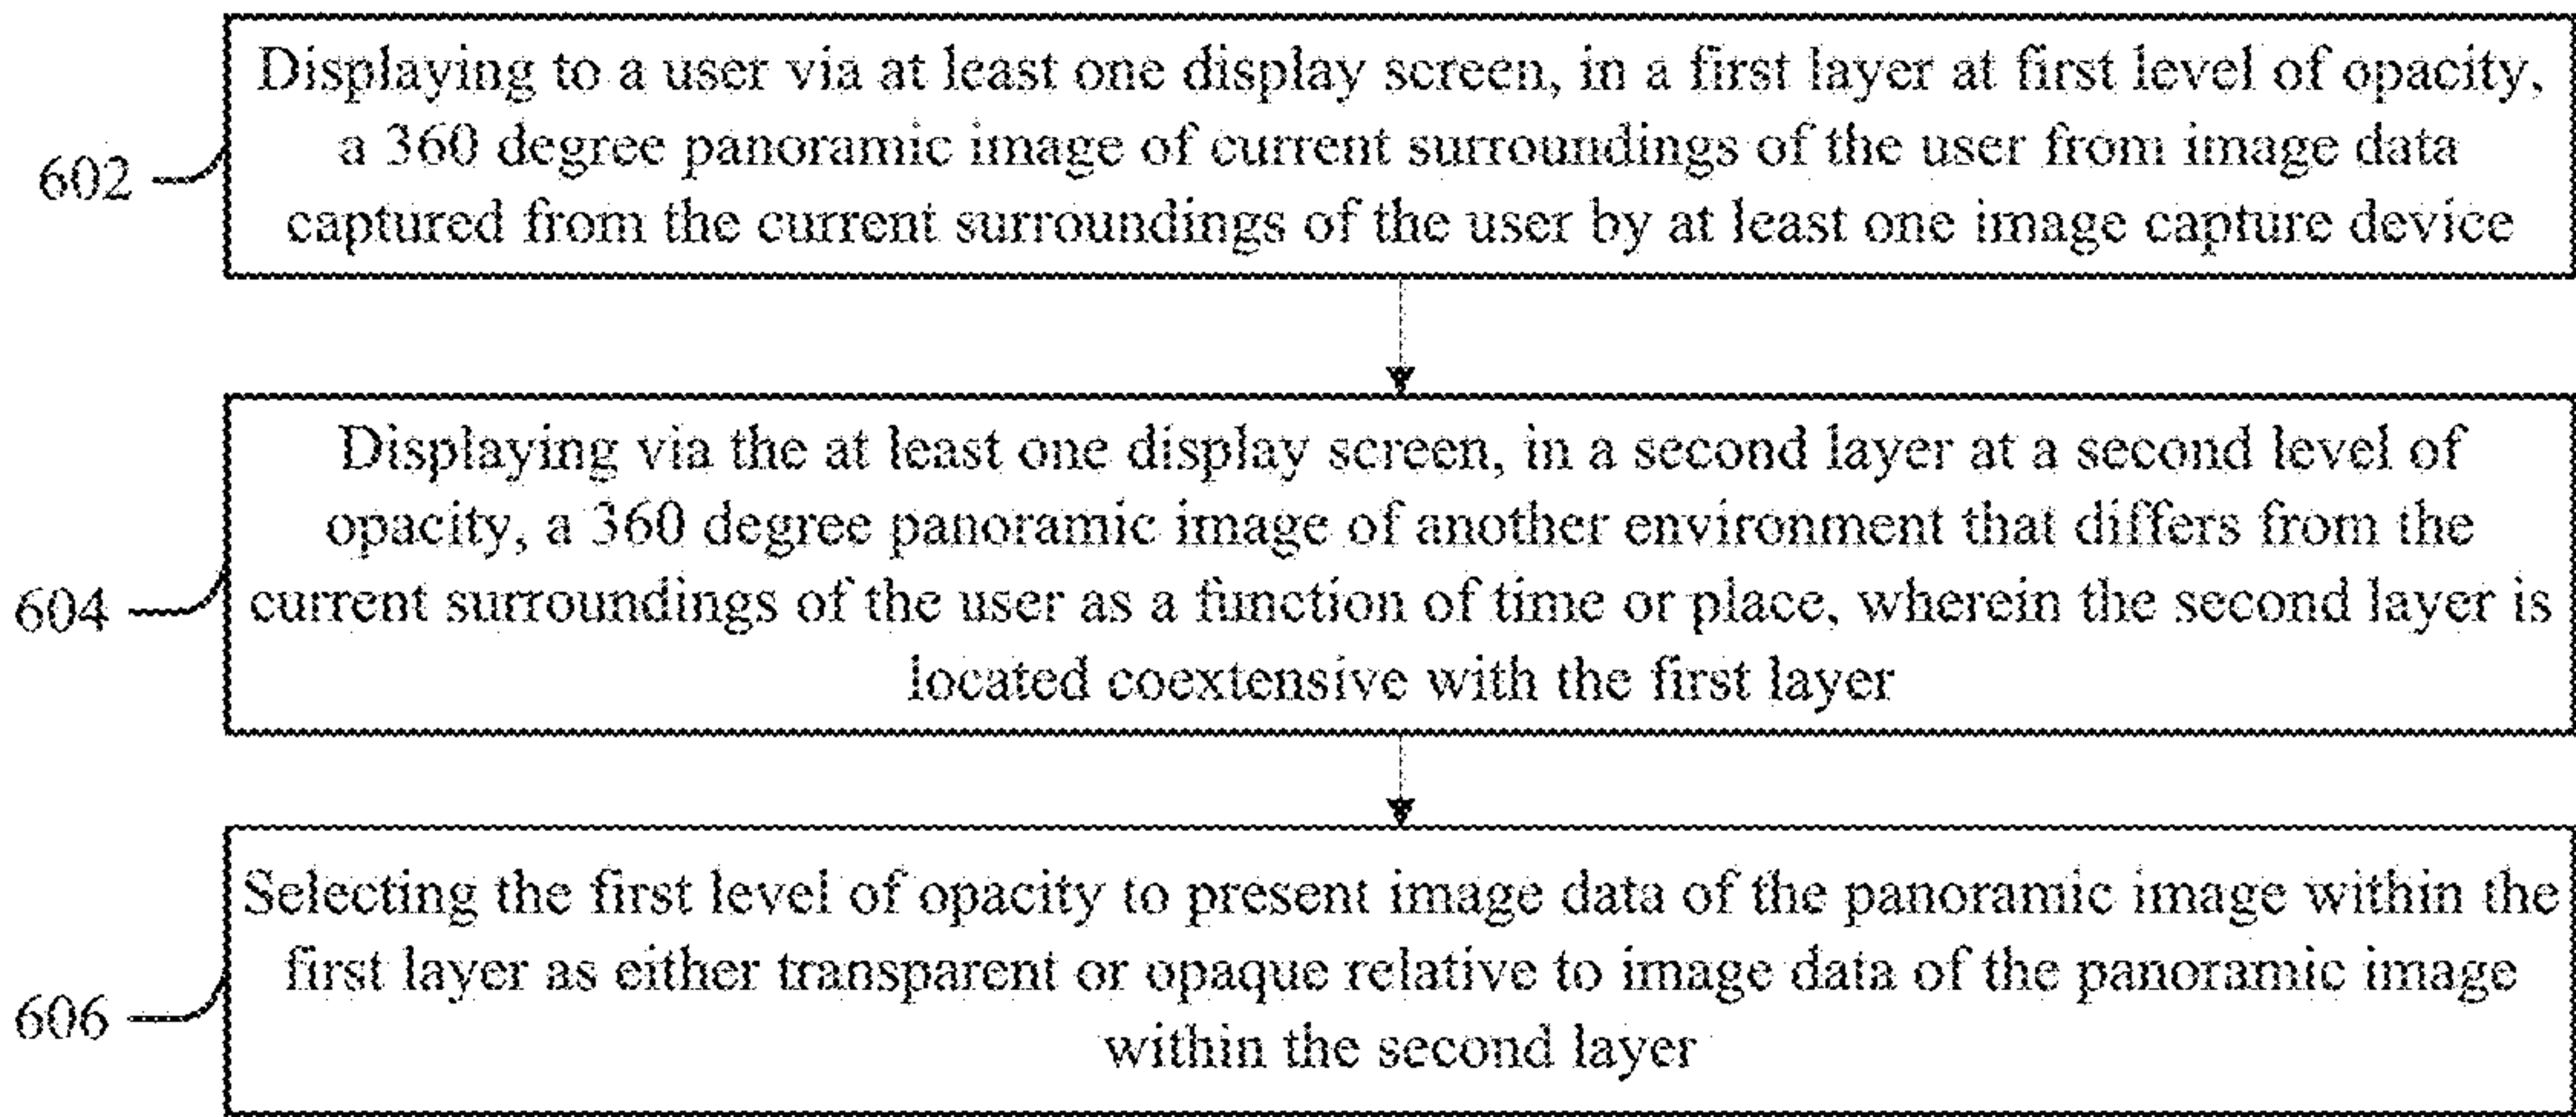 Displaying to a user via at least one display screen, in a first layer at first level of opacity,
a 360 degree panoramic image of current surroundings of the user from image data
captured from the current surroundings of the user by at least one image capture device
602
Displaying via the at least one display screen, in a second layer at a second level of
opacity, a 360 degree panoramic image of another environment that differs from the
current surroundings of the user as a function of time or place, wherein the second layer is
located coextensive with the first layer
604
Selecting the first level of opacity to present image data of the panoramic image within the
first layer as either transparent or opaque relative to image data of the panoramic image
within the second layer
606